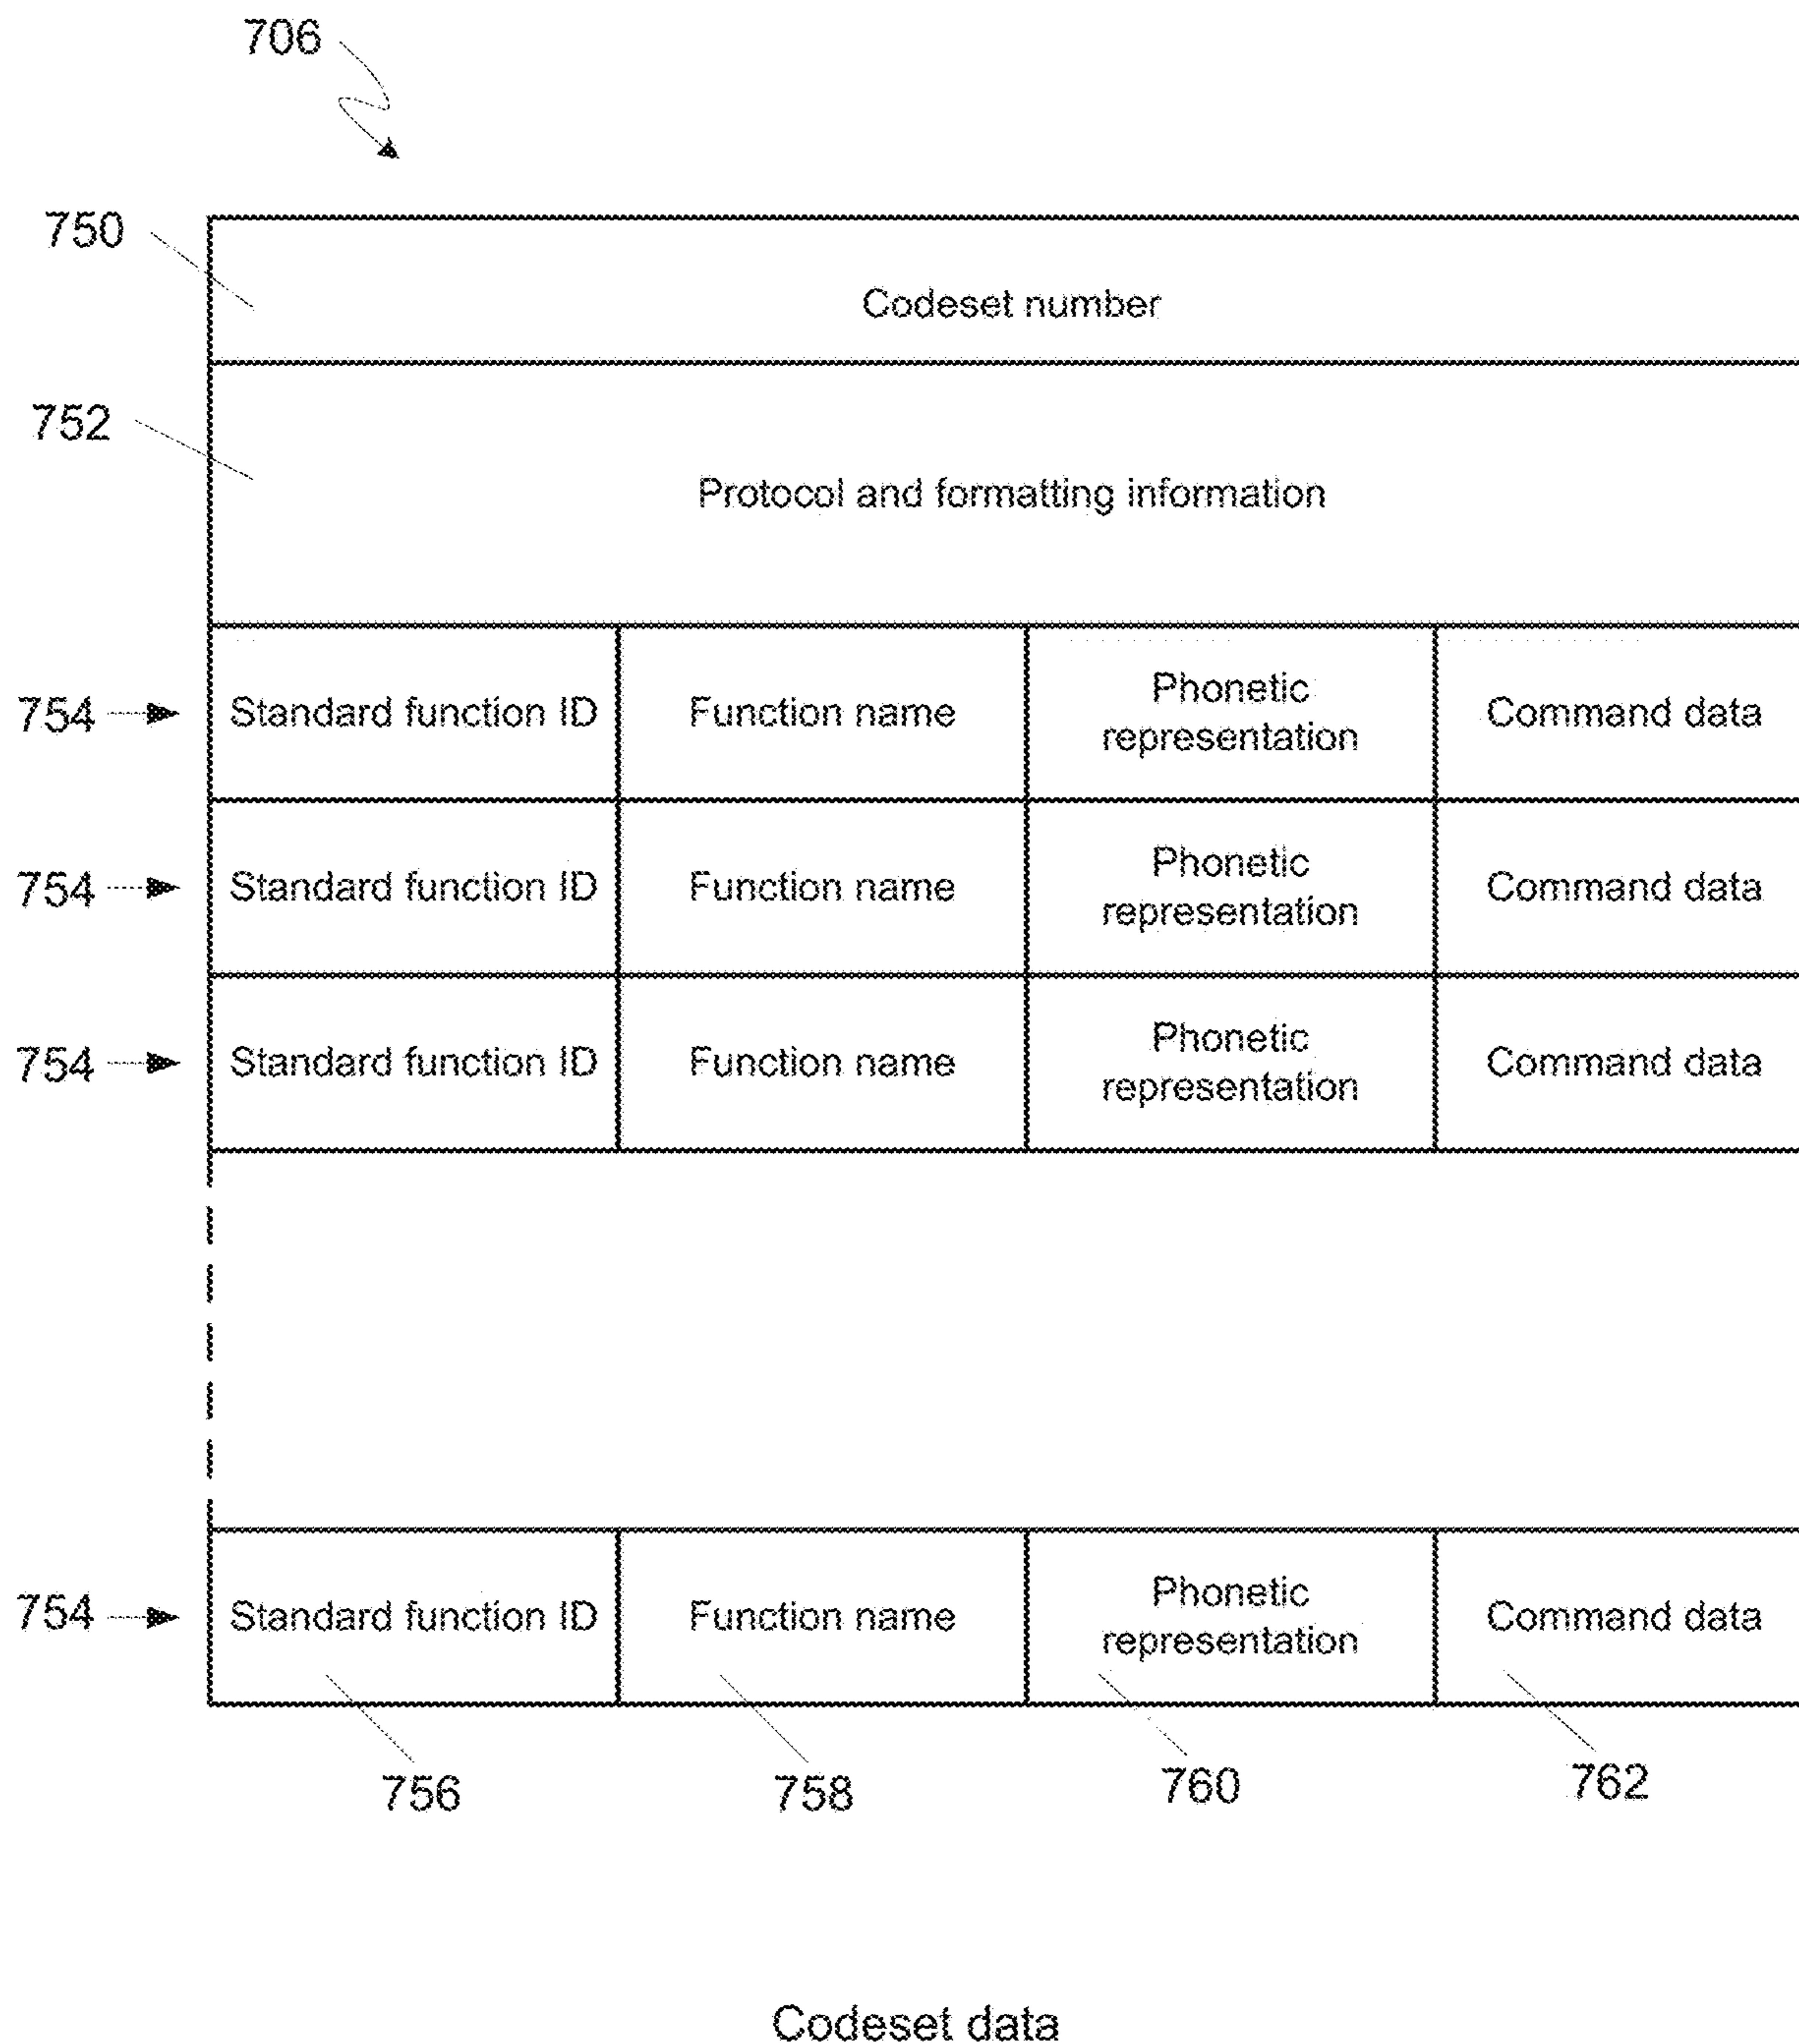 706
750
Codeset number
752
Protocol and formatting information
754 Standard function ID Function name Phonetic representation Command data
754 Standard function ID Function name Phonetic representation Command data
754 Standard function ID Function name Phonetic representation Command data
754 Standard function ID Function name Phonetic representation Command data
756 758 760 762
Codeset data